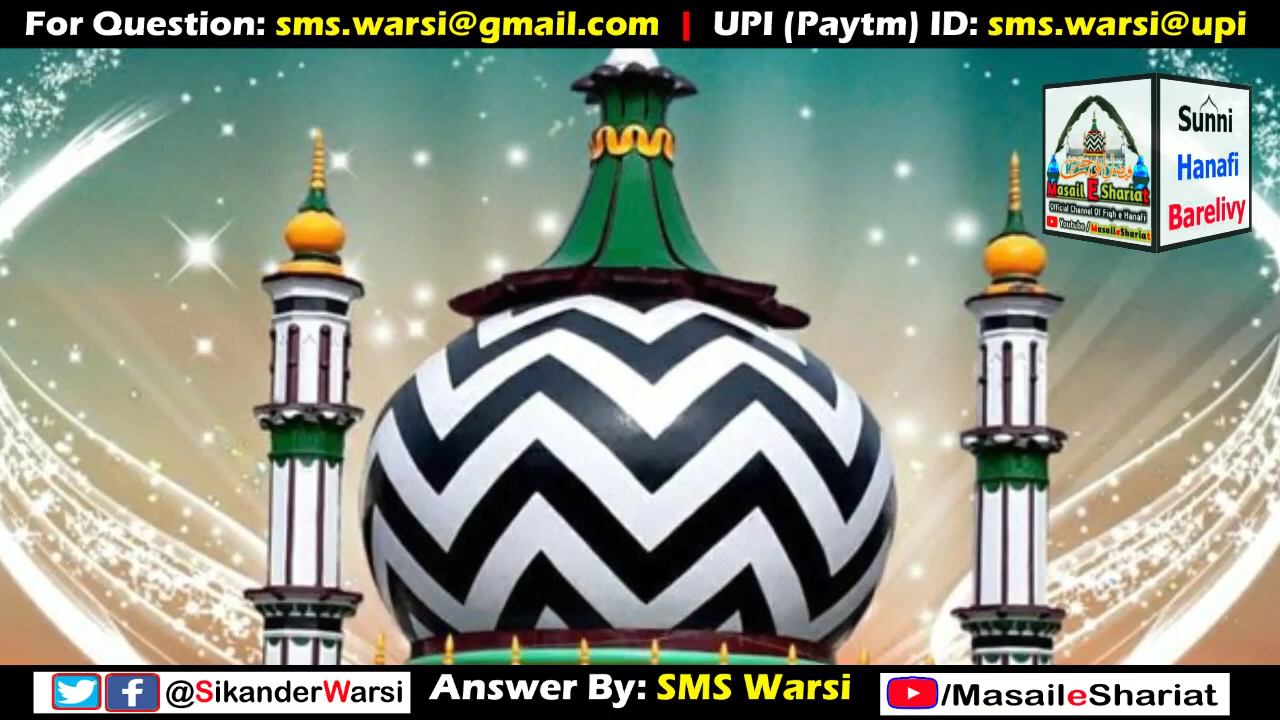 For Question: sms.warsi@gmail.com | UPI (Paytm) ID: sms.warsi@upi
Masail E Shariat
Official Channel Of Fiqh e Hanafi
Youtube / MasaileShariat
Sunni
Hanafi
Barelivy
@SikanderWarsi
Answer By: SMS Warsi
/MasaileShariat